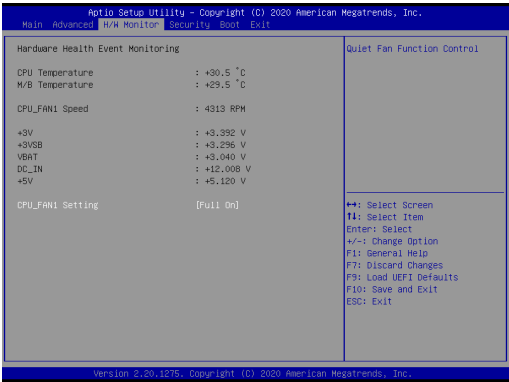 Aptio Setup Utility – Copyright (C) 2020 American Megatrends, Inc.
Main Advanced H/W Monitor Security Boot Exit
Hardware Health Event Monitoring
CPU Temperature : +30.5 °C
M/B Temperature : +29.5 °C
CPU_FAN1 Speed : 4313 RPM
+3V : +3.392 V
+3VSB : +3.296 V
VBAT : +3.040 V
DC_IN : +12.008 V
+5V : +5.120 V
CPU_FAN1 Setting [Full On]
Quiet Fan Function Control
↔: Select Screen
↑↓: Select Item
Enter: Select
+/-: Change Option
F1: General Help
F7: Discard Changes
F9: Load UEFI Defaults
F10: Save and Exit
ESC: Exit
Version 2.20.1275. Copyright (C) 2020 American Megatrends, Inc.